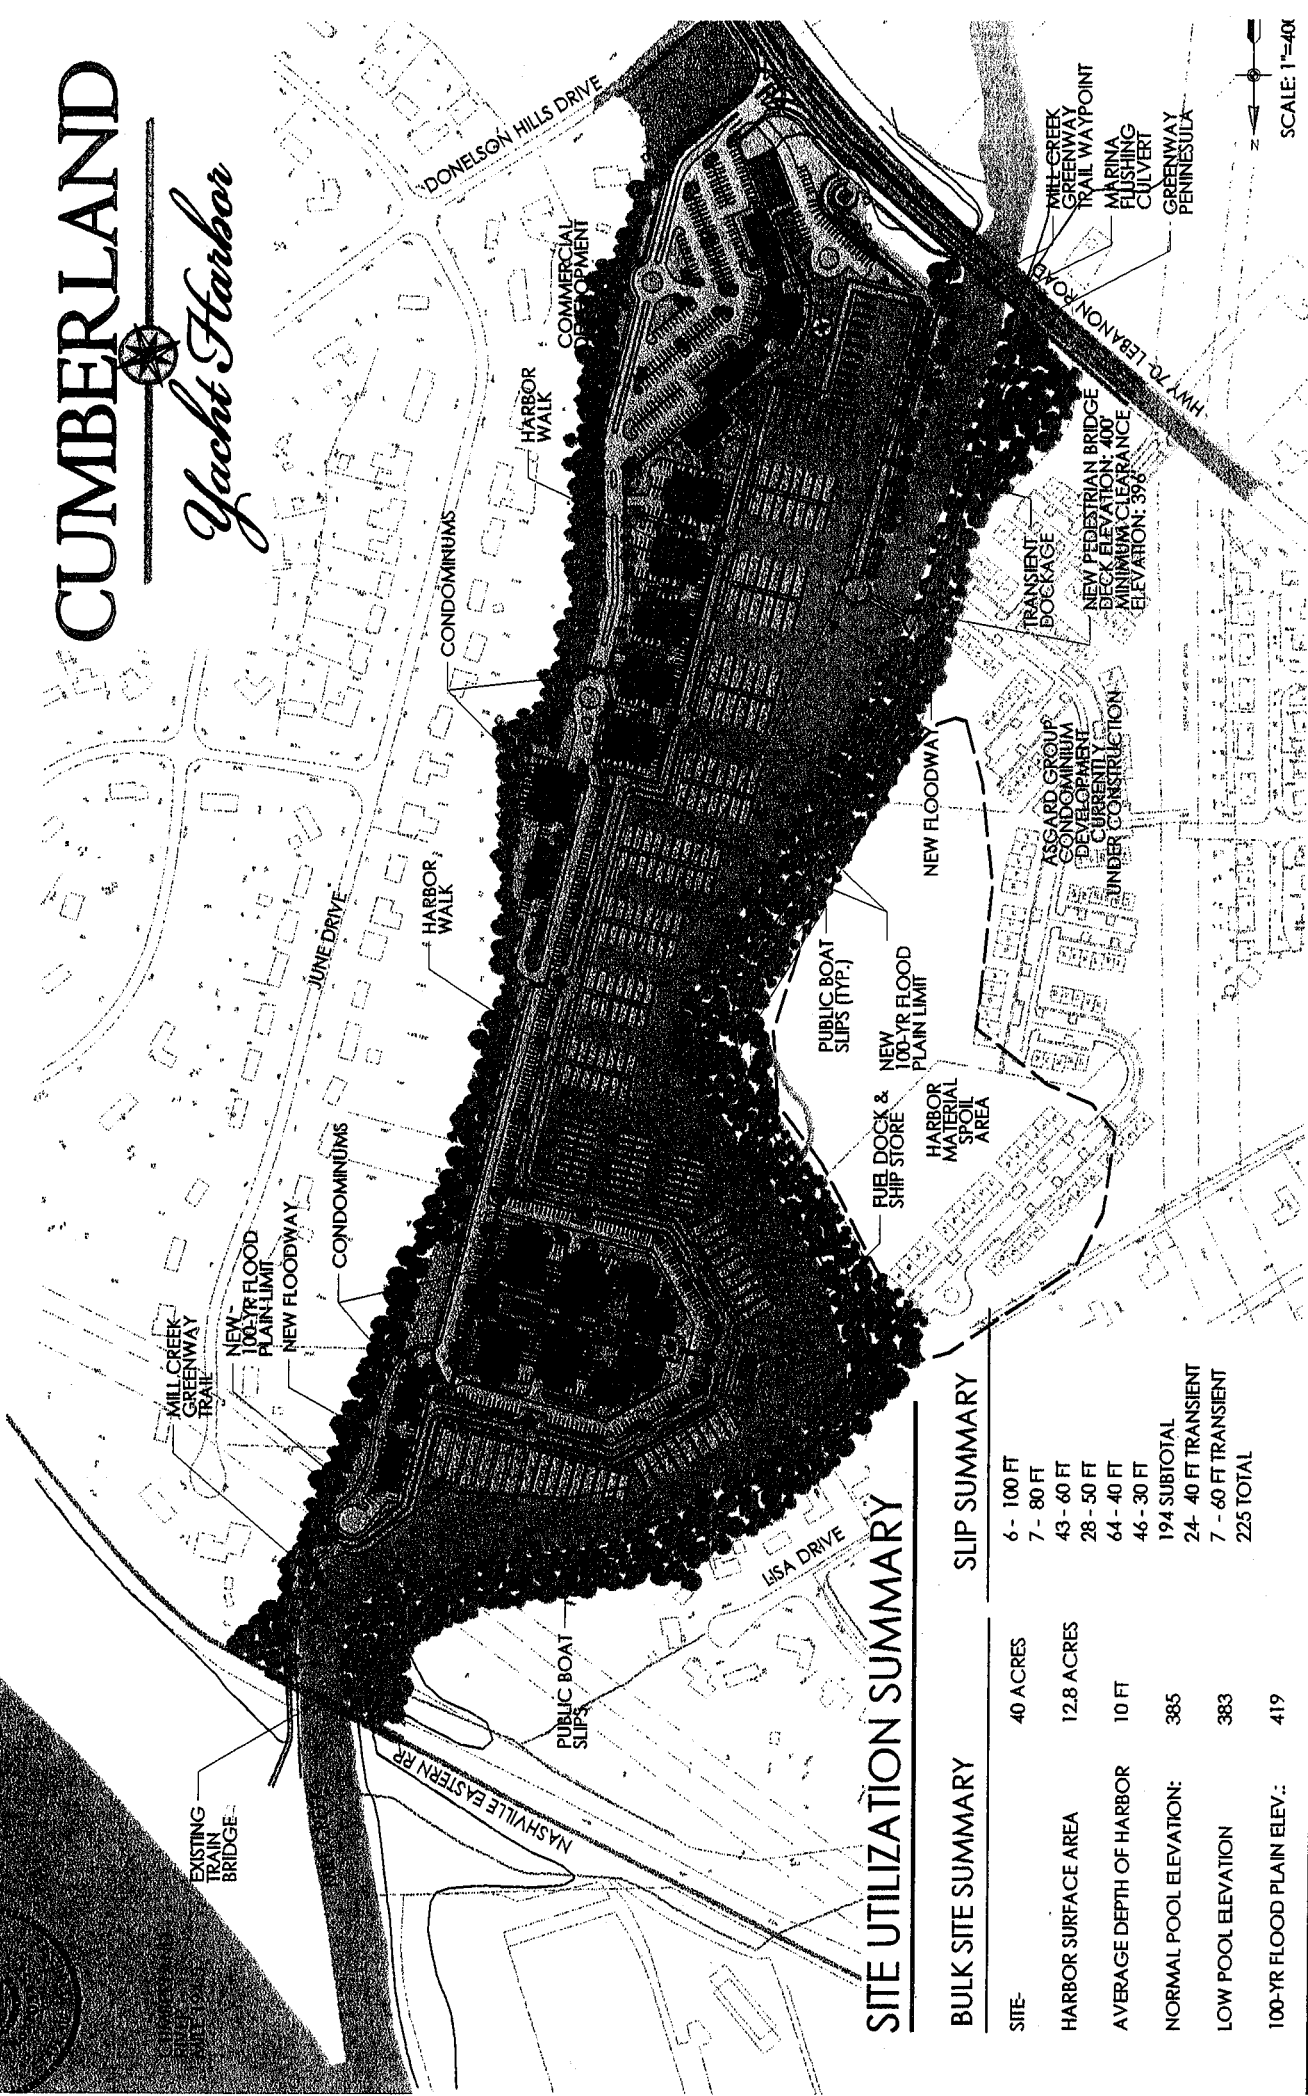 CUMBERLAND
Yacht Harbor
DONELSON HILLS DRIVE
COMMERCIAL
DEVELOPMENT
HARBOR
WALK
CONDOMINIUMS
JUNE DRIVE
HARBOR
WALK
CONDOMINIUMS
MILL CREEK
GREENWAY
TRAIL
NEW
100-YR FLOOD
PLAIN LIMIT
NEW FLOODWAY
EXISTING
TRAIN
BRIDGE
NASHVILLE EASTERN RR
PUBLIC BOAT
SLIPS
LISA DRIVE
FUEL DOCK &
SHIP STORE
HARBOR
MATERIAL
SPOIL
AREA
PUBLIC BOAT
SLIPS (TYP.)
NEW
100-YR FLOOD
PLAIN LIMIT
NEW FLOODWAY
ASGARD GROUP
CONDOMINIUM
DEVELOPMENT
CURRENTLY
UNDER CONSTRUCTION
TRANSIENT
DOCKAGE
NEW PEDESTRIAN BRIDGE
DECK ELEVATION: 400'
MINIMUM CLEARANCE
ELEVATION: 396'
HWY 70- LEBANON ROAD
MILL CREEK
GREENWAY
TRAIL WAYPOINT
MARINA
FLUSHING
CULVERT
GREENWAY
PENINESULA
N
SCALE: 1"=40
SITE UTILIZATION SUMMARY
BULK SITE SUMMARY
SITE- 40 ACRES
HARBOR SURFACE AREA 12.8 ACRES
AVERAGE DEPTH OF HARBOR 10 FT
NORMAL POOL ELEVATION: 385
LOW POOL ELEVATION 383
100-YR FLOOD PLAIN ELEV.: 419
SLIP SUMMARY
6 - 100 FT
7 - 80 FT
43 - 60 FT
28 - 50 FT
64 - 40 FT
46 - 30 FT
194 SUBTOTAL
24- 40 FT TRANSIENT
7 - 60 FT TRANSIENT
225 TOTAL